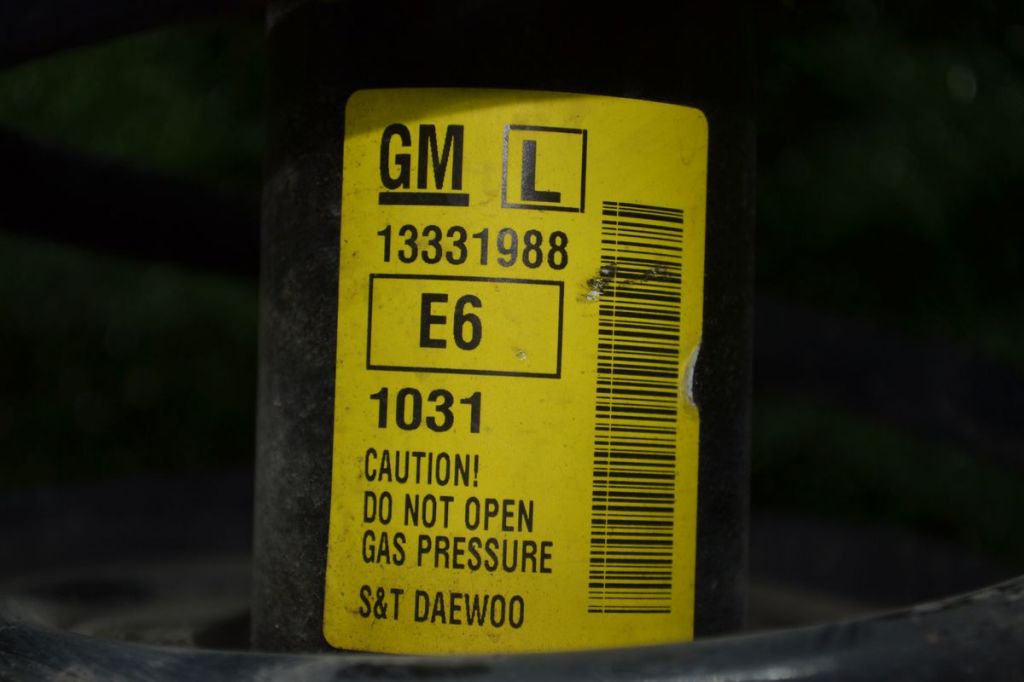 GM L
13331988
E6
1031
CAUTION!
DO NOT OPEN
GAS PRESSURE
S&T DAEWOO